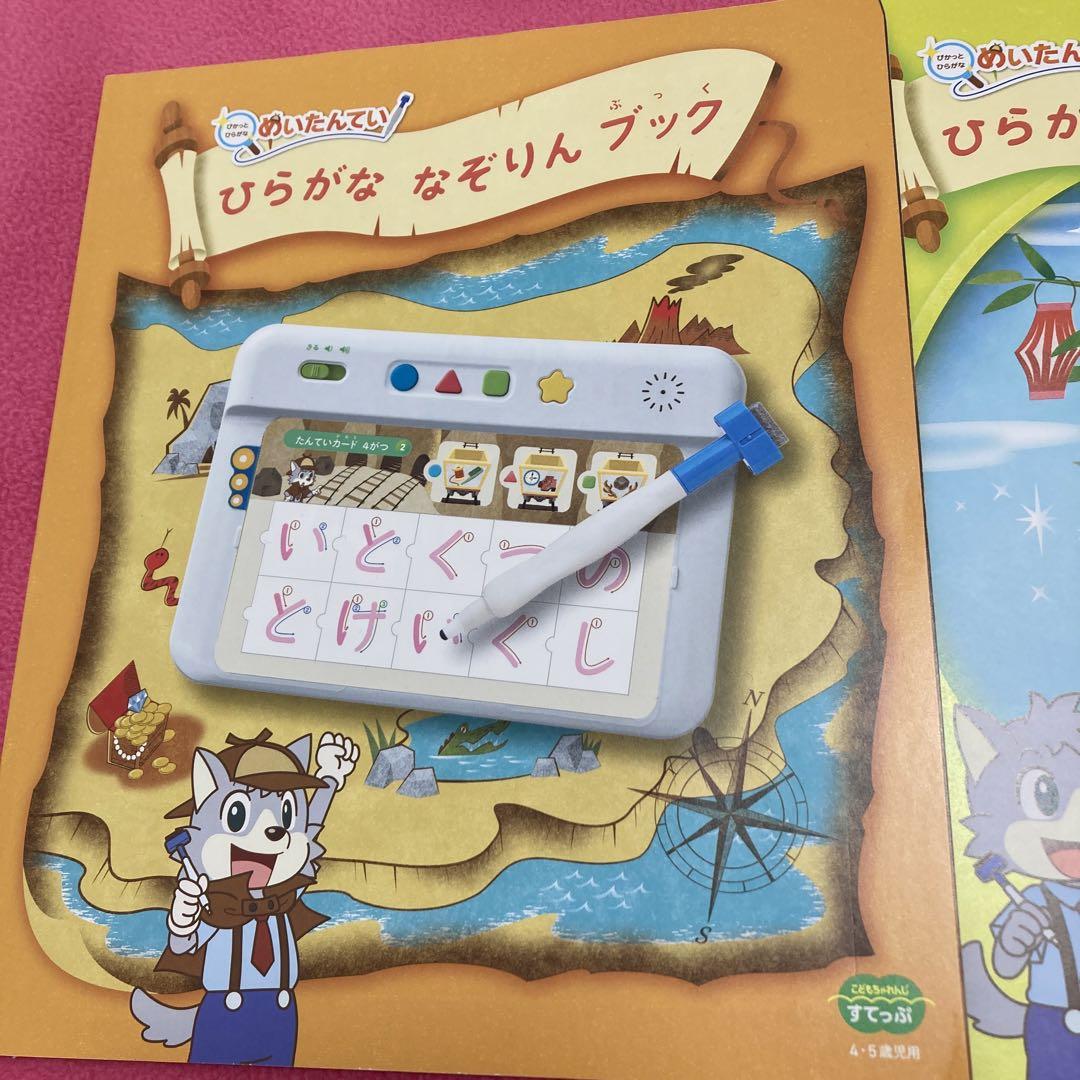 ぴかっと
ひらがな
めいたんてい
ひらがな なぞりん ブック
ぶっく
きる
たんていカード 4がつ 2
いとくつの
とけいくし
N
S
こどもちゃれんじ
すてっぷ
4・5歳児用
ぴかっと
ひらがな
めいたん
ひらが